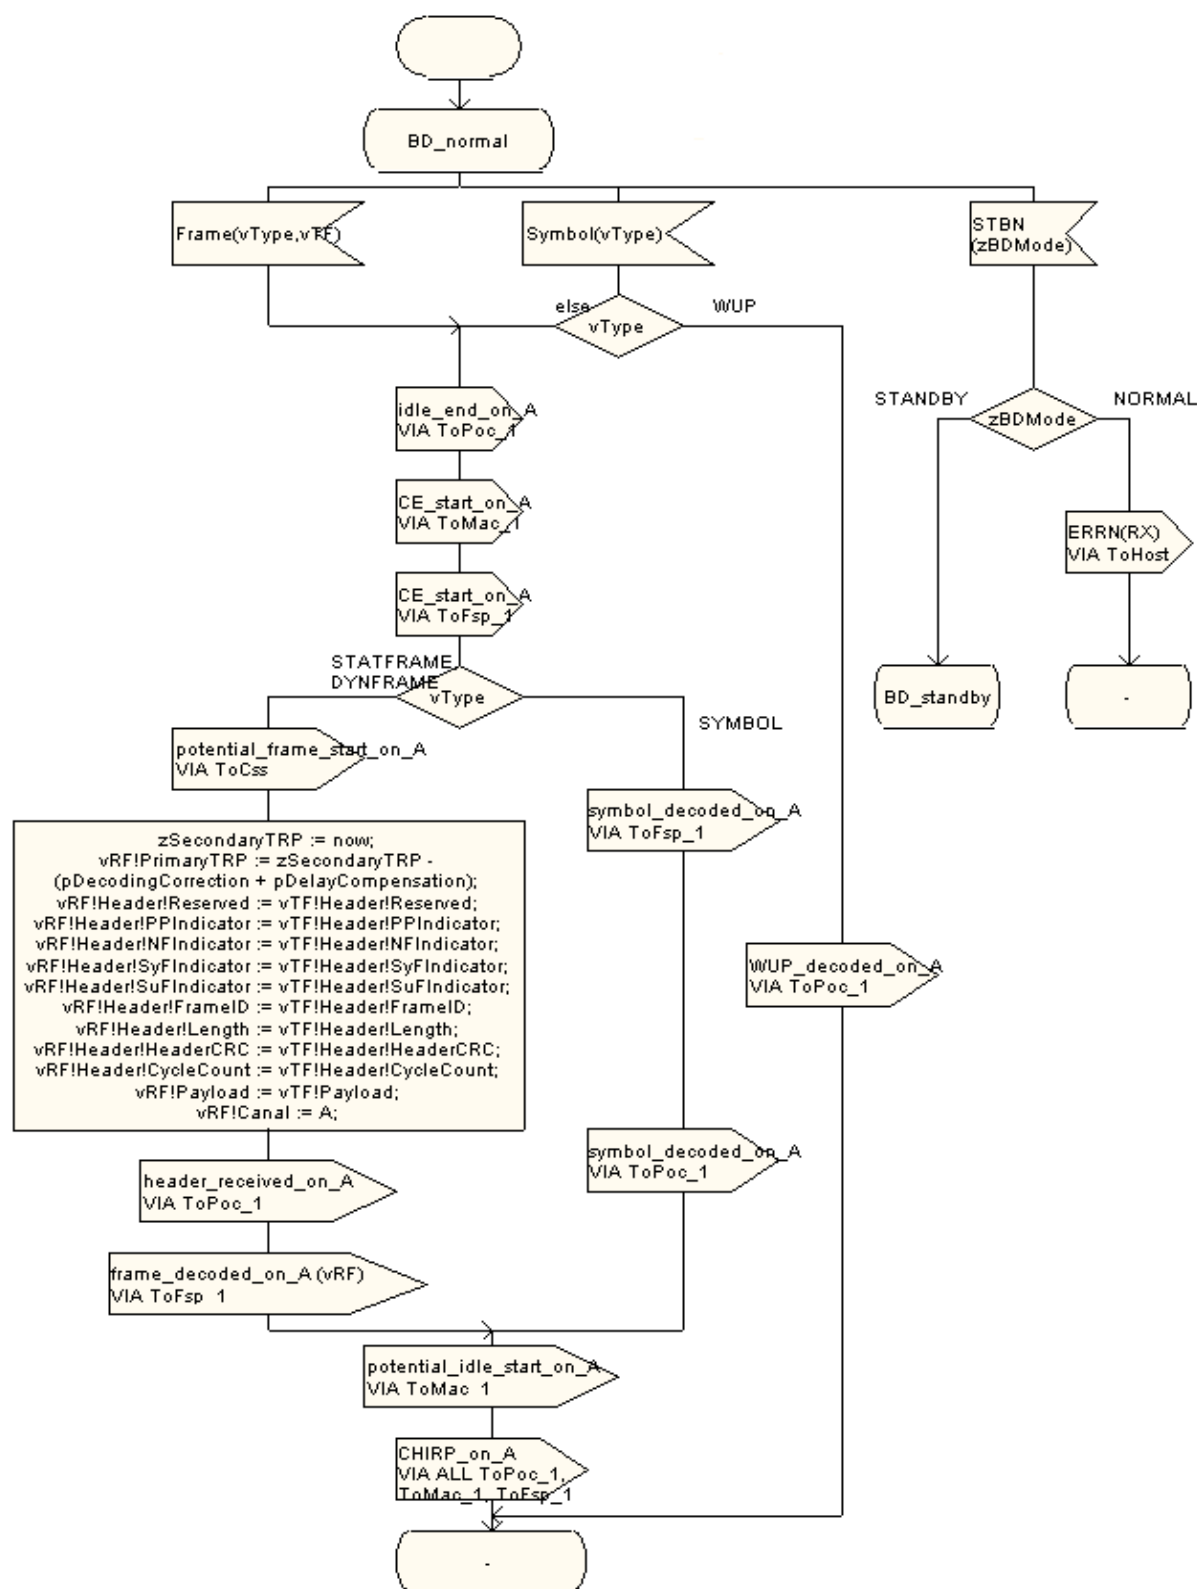 BD_normal
Frame(vType,vTF)
Symbol(vType)
STBN
(zBDMode)
else
WUP
vType
idle_end_on_A
VIA ToPoc_1
STANDBY
NORMAL
zBDMode
CE_start_on_A
VIA ToMac_1
ERRN(RX)
VIA ToHost
CE_start_on_A
VIA ToFsp_1
STATFRAME
DYNFRAME
vType
BD_standby
-
SYMBOL
potential_frame_start_on_A
VIA ToCss
symbol_decoded_on_A
VIA ToFsp_1
zSecondaryTRP := now;
vRF!PrimaryTRP := zSecondaryTRP -
(pDecodingCorrection + pDelayCompensation);
vRF!Header!Reserved := vTF!Header!Reserved;
vRF!Header!PPIndicator := vTF!Header!PPIndicator;
vRF!Header!NFIndicator := vTF!Header!NFIndicator;
vRF!Header!SyFIndicator := vTF!Header!SyFIndicator;
vRF!Header!SuFIndicator := vTF!Header!SuFIndicator;
vRF!Header!FrameID := vTF!Header!FrameID;
vRF!Header!Length := vTF!Header!Length;
vRF!Header!HeaderCRC := vTF!Header!HeaderCRC;
vRF!Header!CycleCount := vTF!Header!CycleCount;
vRF!Payload := vTF!Payload;
vRF!Canal := A;
WUP_decoded_on_A
VIA ToPoc_1
symbol_decoded_on_A
VIA ToPoc_1
header_received_on_A
VIA ToPoc_1
frame_decoded_on_A (vRF)
VIA ToFsp_1
potential_idle_start_on_A
VIA ToMac_1
CHIRP_on_A
VIA ALL ToPoc_1,
ToMac_1, ToFsp_1
-